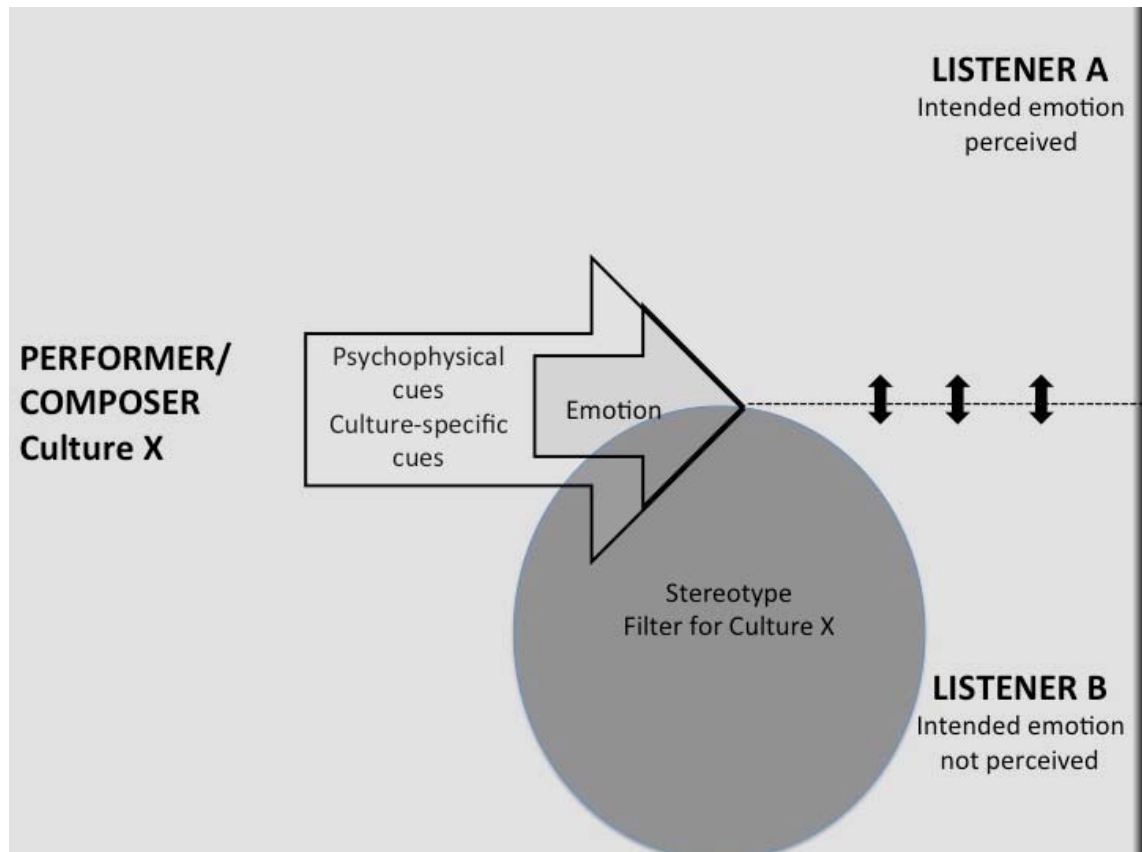 LISTENER A
Intended emotion
perceived
PERFORMER/
COMPOSER
Culture X
Psychophysical
cues
Culture-specific
cues
Emotion
Stereotype
Filter for Culture X
LISTENER B
Intended emotion
not perceived